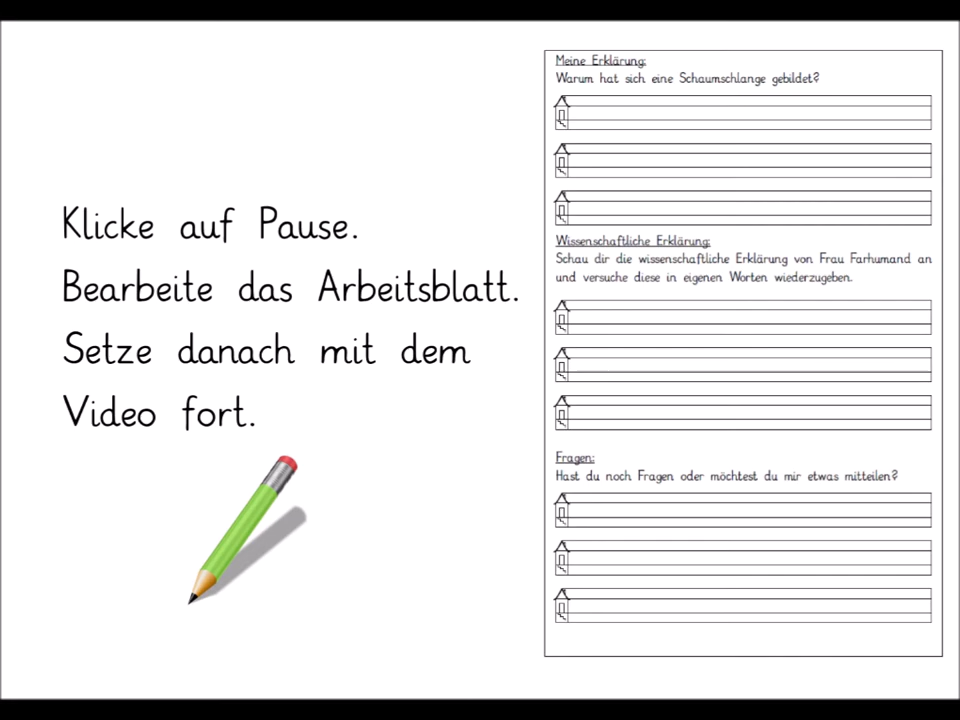 Klicke auf Pause.
Bearbeite das Arbeitsblatt.
Setze danach mit dem
Video fort.
Meine Erklärung:
Warum hat sich eine Schaumschlange gebildet?
Wissenschaftliche Erklärung:
Schau dir die wissenschaftliche Erklärung von Frau Farhumand an
und versuche diese in eigenen Worten wiederzugeben.
Fragen:
Hast du noch Fragen oder möchtest du mir etwas mitteilen?